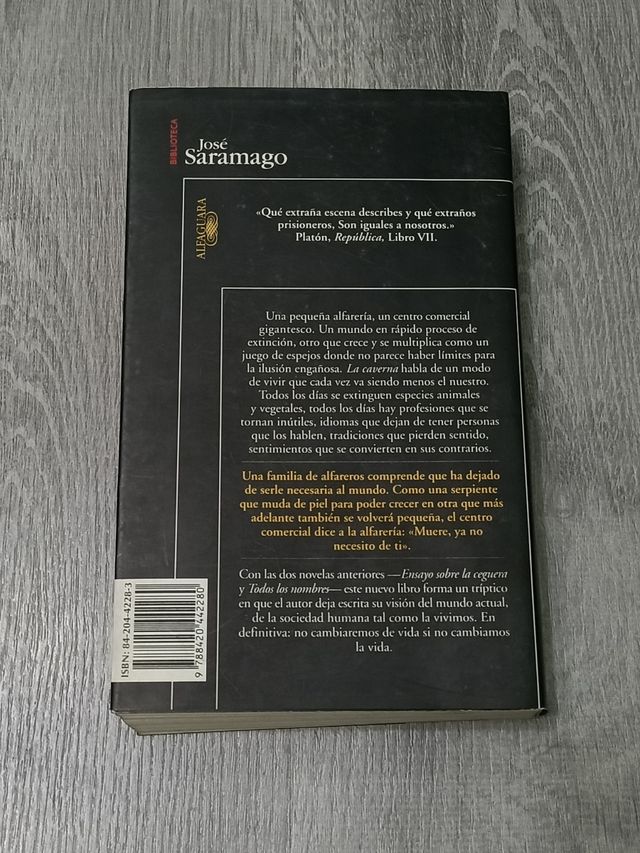 BIBLIOTECA
José
Saramago
ALFAGUARA
«Qué extraña escena describes y qué extraños
prisioneros, Son iguales a nosotros.»
Platón, República, Libro VII.
Una pequeña alfarería, un centro comercial
gigantesco. Un mundo en rápido proceso de
extinción, otro que crece y se multiplica como un
juego de espejos donde no parece haber límites para
la ilusión engañosa. La caverna habla de un modo
de vivir que cada vez va siendo menos el nuestro.
Todos los días se extinguen especies animales
y vegetales, todos los días hay profesiones que se
tornan inútiles, idiomas que dejan de tener personas
que los hablen, tradiciones que pierden sentido,
sentimientos que se convierten en sus contrarios.
Una familia de alfareros comprende que ha dejado
de serle necesaria al mundo. Como una serpiente
que muda de piel para poder crecer en otra que más
adelante también se volverá pequeña, el centro
comercial dice a la alfarería: «Muere, ya no
necesito de ti».
Con las dos novelas anteriores —Ensayo sobre la ceguera
y Todos los nombres— este nuevo libro forma un tríptico
en que el autor deja escrita su visión del mundo actual,
de la sociedad humana tal como la vivimos. En
definitiva: no cambiaremos de vida si no cambiamos
la vida.
ISBN: 84-204-4228-3
9 788420 442280